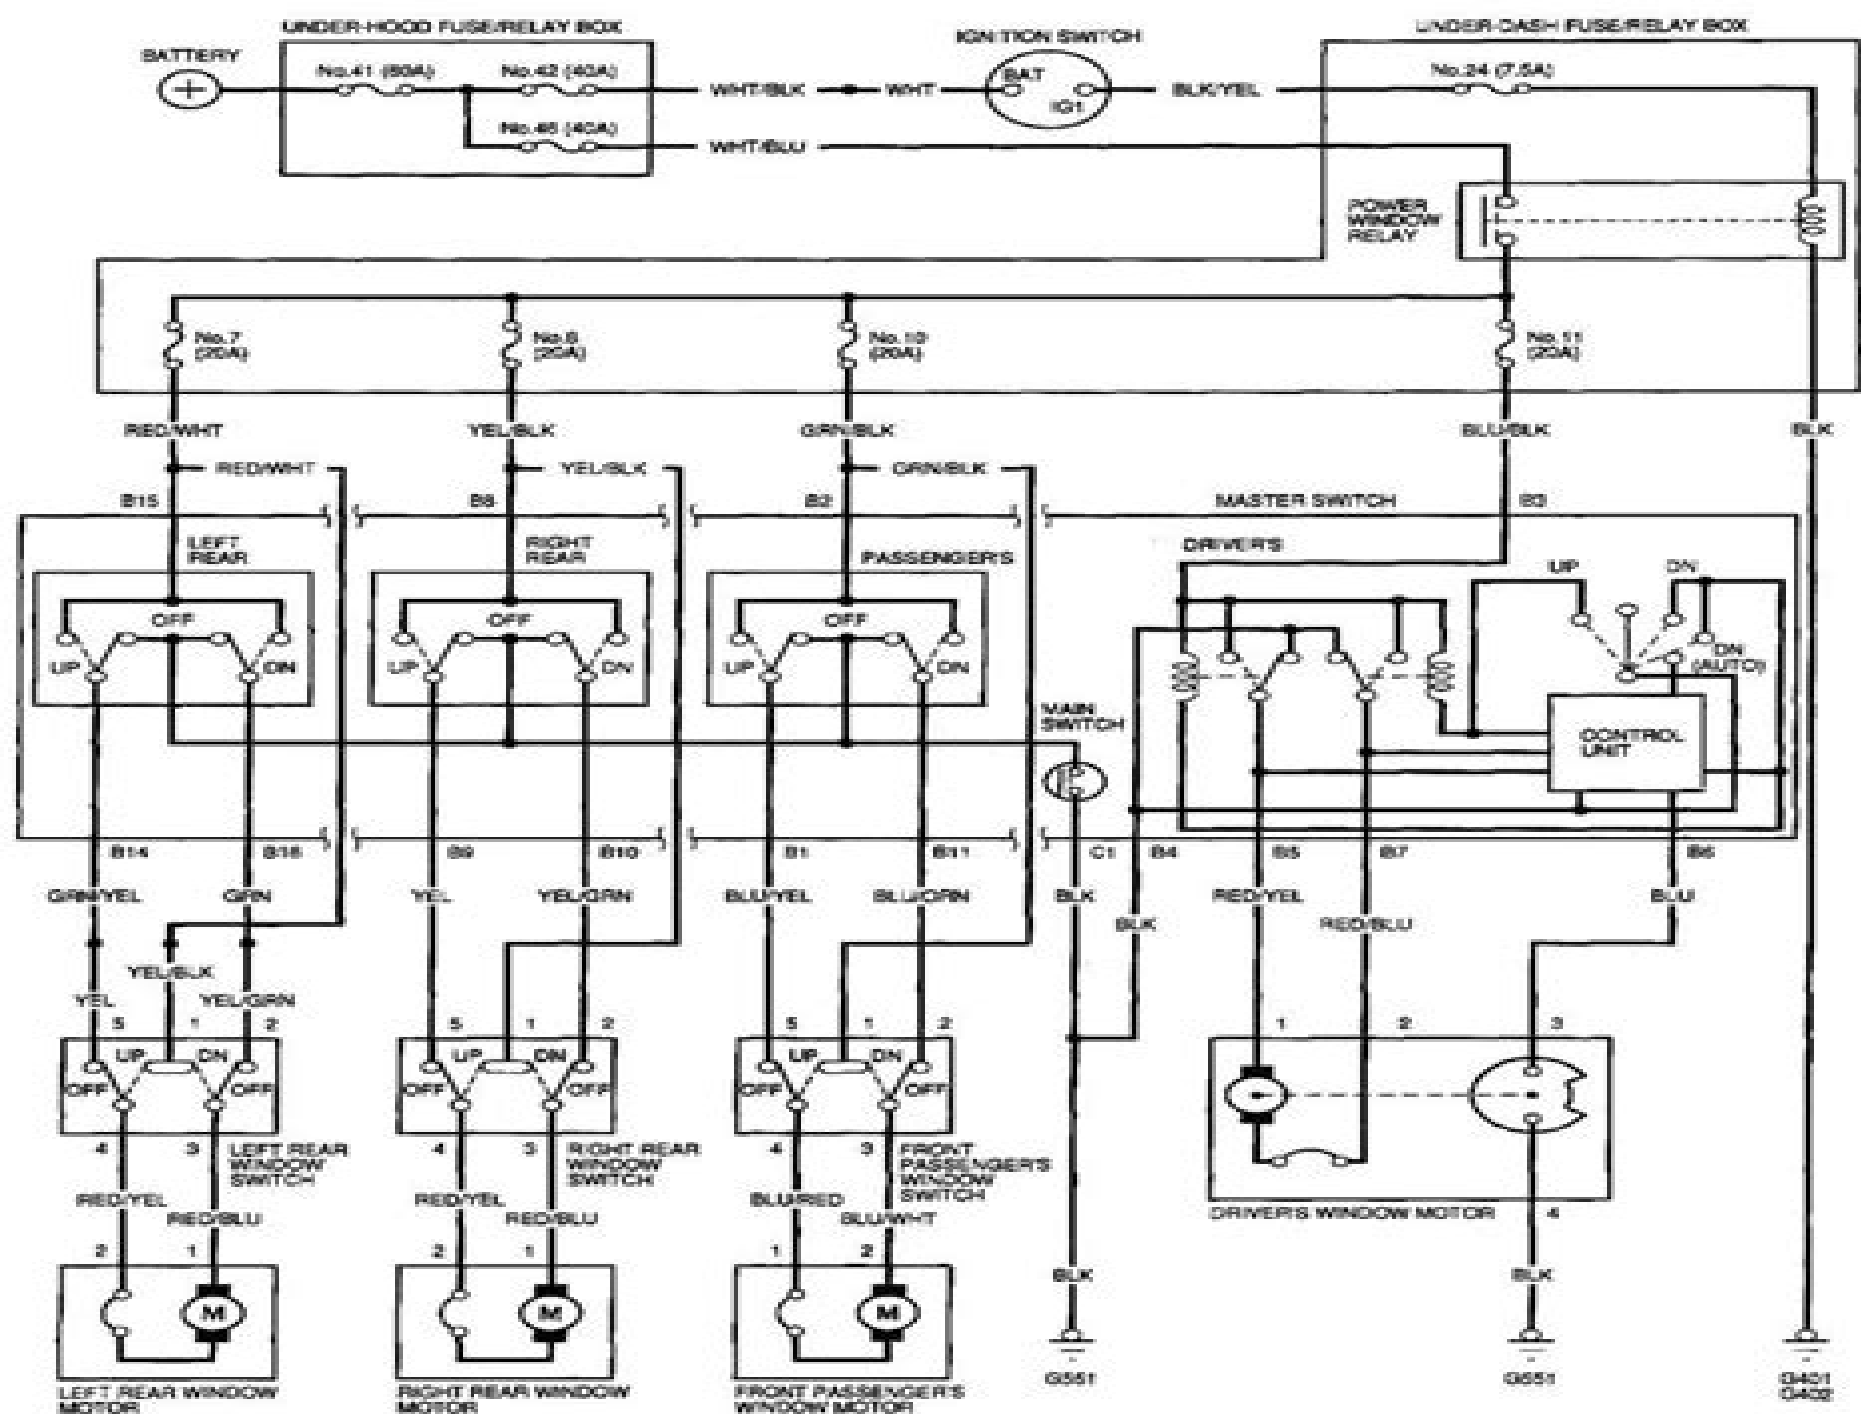 UNDER-HOOD FUSE/RELAY BOX
IGNITION SWITCH
UNDER-DASH FUSE/RELAY BOX
BATTERY
No.41 (80A)
No.42 (40A)
WHT/BLK
WHT
BAT
IG1
BLK/YEL
No.24 (7.5A)
No.46 (40A)
WHT/BLU
POWER
WINDOW
RELAY
No.7
(20A)
(20A)
No.10
(20A)
No.11
(20A)
RED/WHT
YEL/BLK
GRN/BLK
BLU/BLK
BLK
RED/WHT
YEL/BLK
GRN/BLK
B15
B8
B2
MASTER SWITCH
B3
LEFT
REAR
RIGHT
REAR
PASSENGER'S
DRIVER'S
UP
DN
OFF
OFF
OFF
UP
DN
UP
DN
UP
DN
DN
(AUTO)
MAIN
SWITCH
CONTROL
UNIT
B14
B16
B9
B10
B1
B11
C1
B4
B5
B7
B6
GRN/YEL
GRN
YEL
YEL/GRN
BLU/YEL
BLU/GRN
BLK
BLK
RED/YEL
RED/BLU
BLU
YEL/BLK
YEL
YEL/GRN
5
1
2
5
1
2
5
1
2
1
2
3
UP
DN
OFF
OFF
UP
DN
OFF
OFF
UP
DN
OFF
OFF
4
3
LEFT REAR
WINDOW
SWITCH
4
3
RIGHT REAR
WINDOW
SWITCH
4
3
FRONT
PASSENGER'S
WINDOW
SWITCH
RED/YEL
RED/BLU
RED/YEL
RED/BLU
BLU/RED
BLU/WHT
DRIVER'S WINDOW MOTOR
4
2
1
2
1
1
2
BLK
BLK
M
M
M
G551
G551
G401
G402
LEFT REAR WINDOW
MOTOR
RIGHT REAR WINDOW
MOTOR
FRONT PASSENGER'S
WINDOW MOTOR